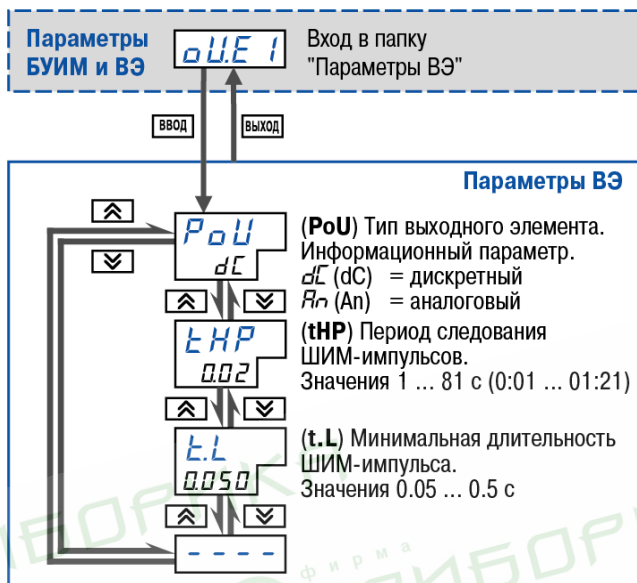 Параметры
БУИМ и ВЭ
oU.E 1
Вход в папку
"Параметры ВЭ"
ВВОД
ВЫХОД
Параметры ВЭ
PoU
dC
(PoU) Тип выходного элемента.
Информационный параметр.
dC (dC) = дискретный
An (An) = аналоговый
tHP
0.02
(tHP) Период следования
ШИМ-импульсов.
Значения 1 ... 81 с (0:01 ... 01:21)
t.L
0.050
(t.L) Минимальная длительность
ШИМ-импульса.
Значения 0.05 ... 0.5 с
- - - -
фирма